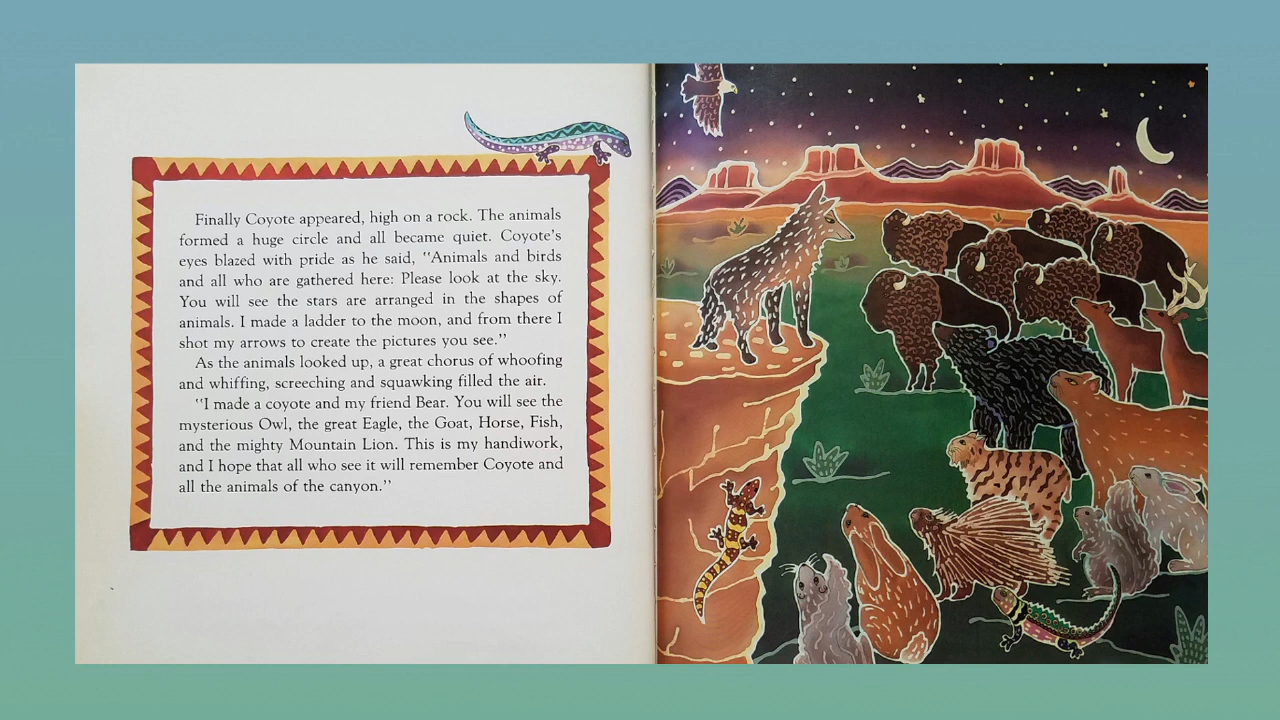 Finally Coyote appeared, high on a rock. The animals
formed a huge circle and all became quiet. Coyote's
eyes blazed with pride as he said, "Animals and birds
and all who are gathered here: Please look at the sky.
You will see the stars are arranged in the shapes of
animals. I made a ladder to the moon, and from there I
shot my arrows to create the pictures you see."
As the animals looked up, a great chorus of whoofing
and whiffing, screeching and squawking filled the air.
"I made a coyote and my friend Bear. You will see the
mysterious Owl, the great Eagle, the Goat, Horse, Fish,
and the mighty Mountain Lion. This is my handiwork,
and I hope that all who see it will remember Coyote and
all the animals of the canyon."